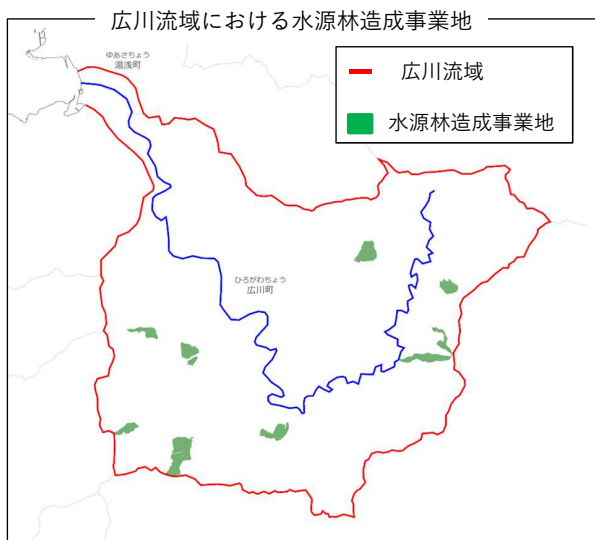 広川流域における水源林造成事業地
ゆあさちょう
湯浅町
広川流域
水源林造成事業地
ひろがわちょう
広川町